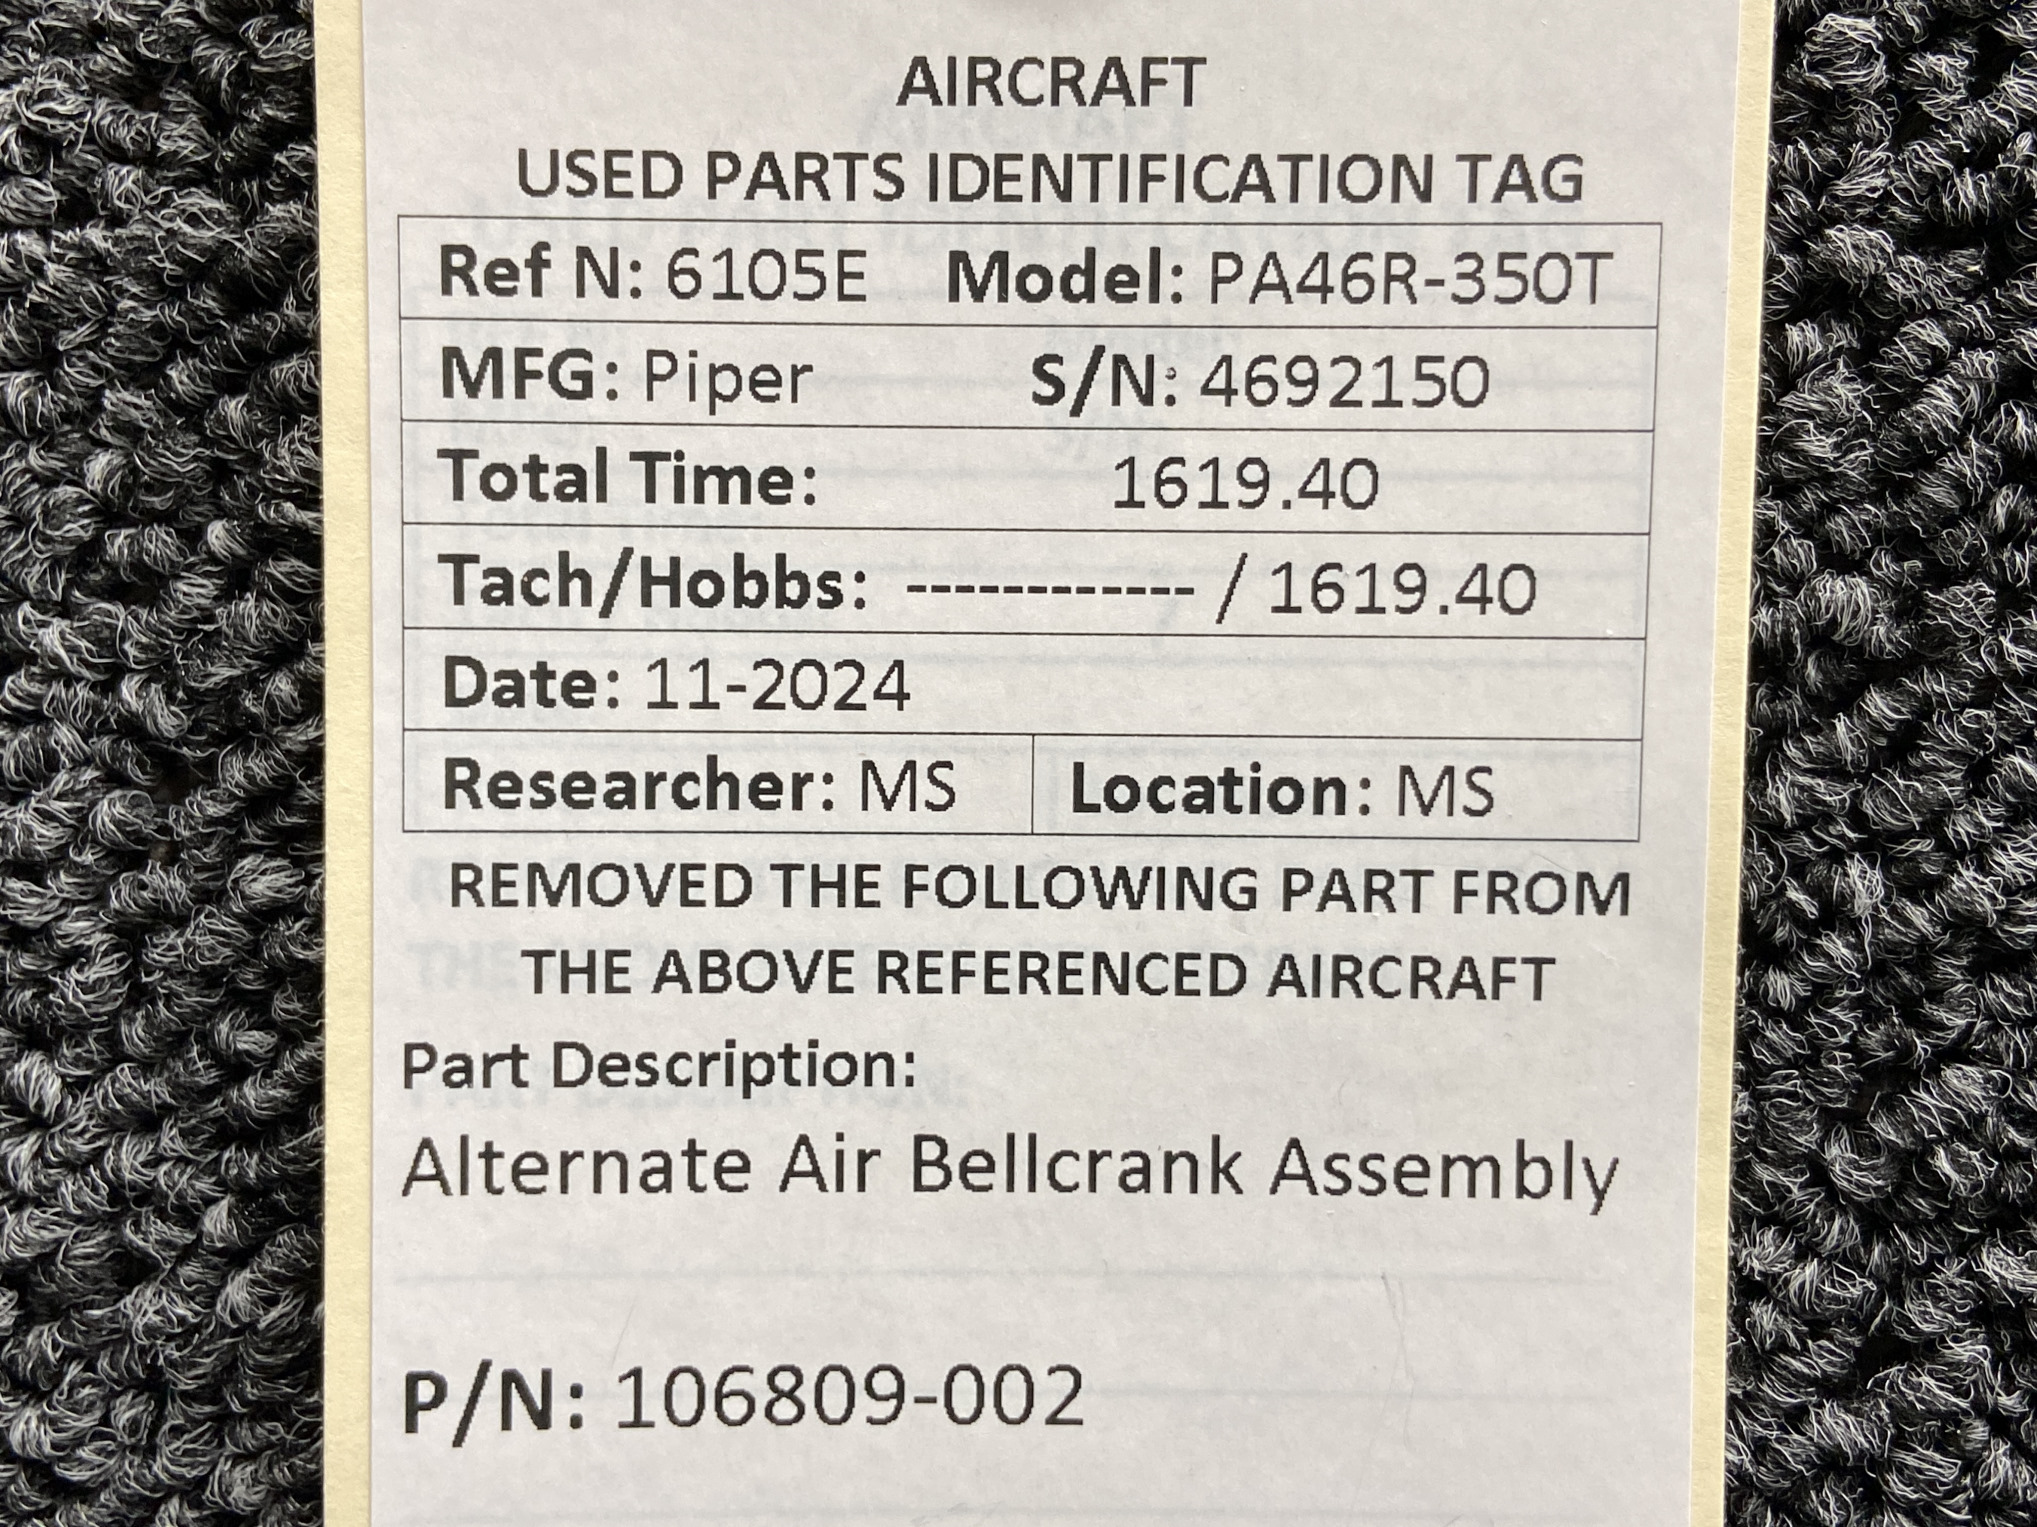 AIRCRAFT
USED PARTS IDENTIFICATION TAG
Ref N: 6105E Model: PA46R-350T
MFG: Piper S/N: 4692150
Total Time: 1619.40
Tach/Hobbs: ------------ / 1619.40
Date: 11-2024
Researcher: MS Location: MS
REMOVED THE FOLLOWING PART FROM
THE ABOVE REFERENCED AIRCRAFT
Part Description:
Alternate Air Bellcrank Assembly
P/N: 106809-002